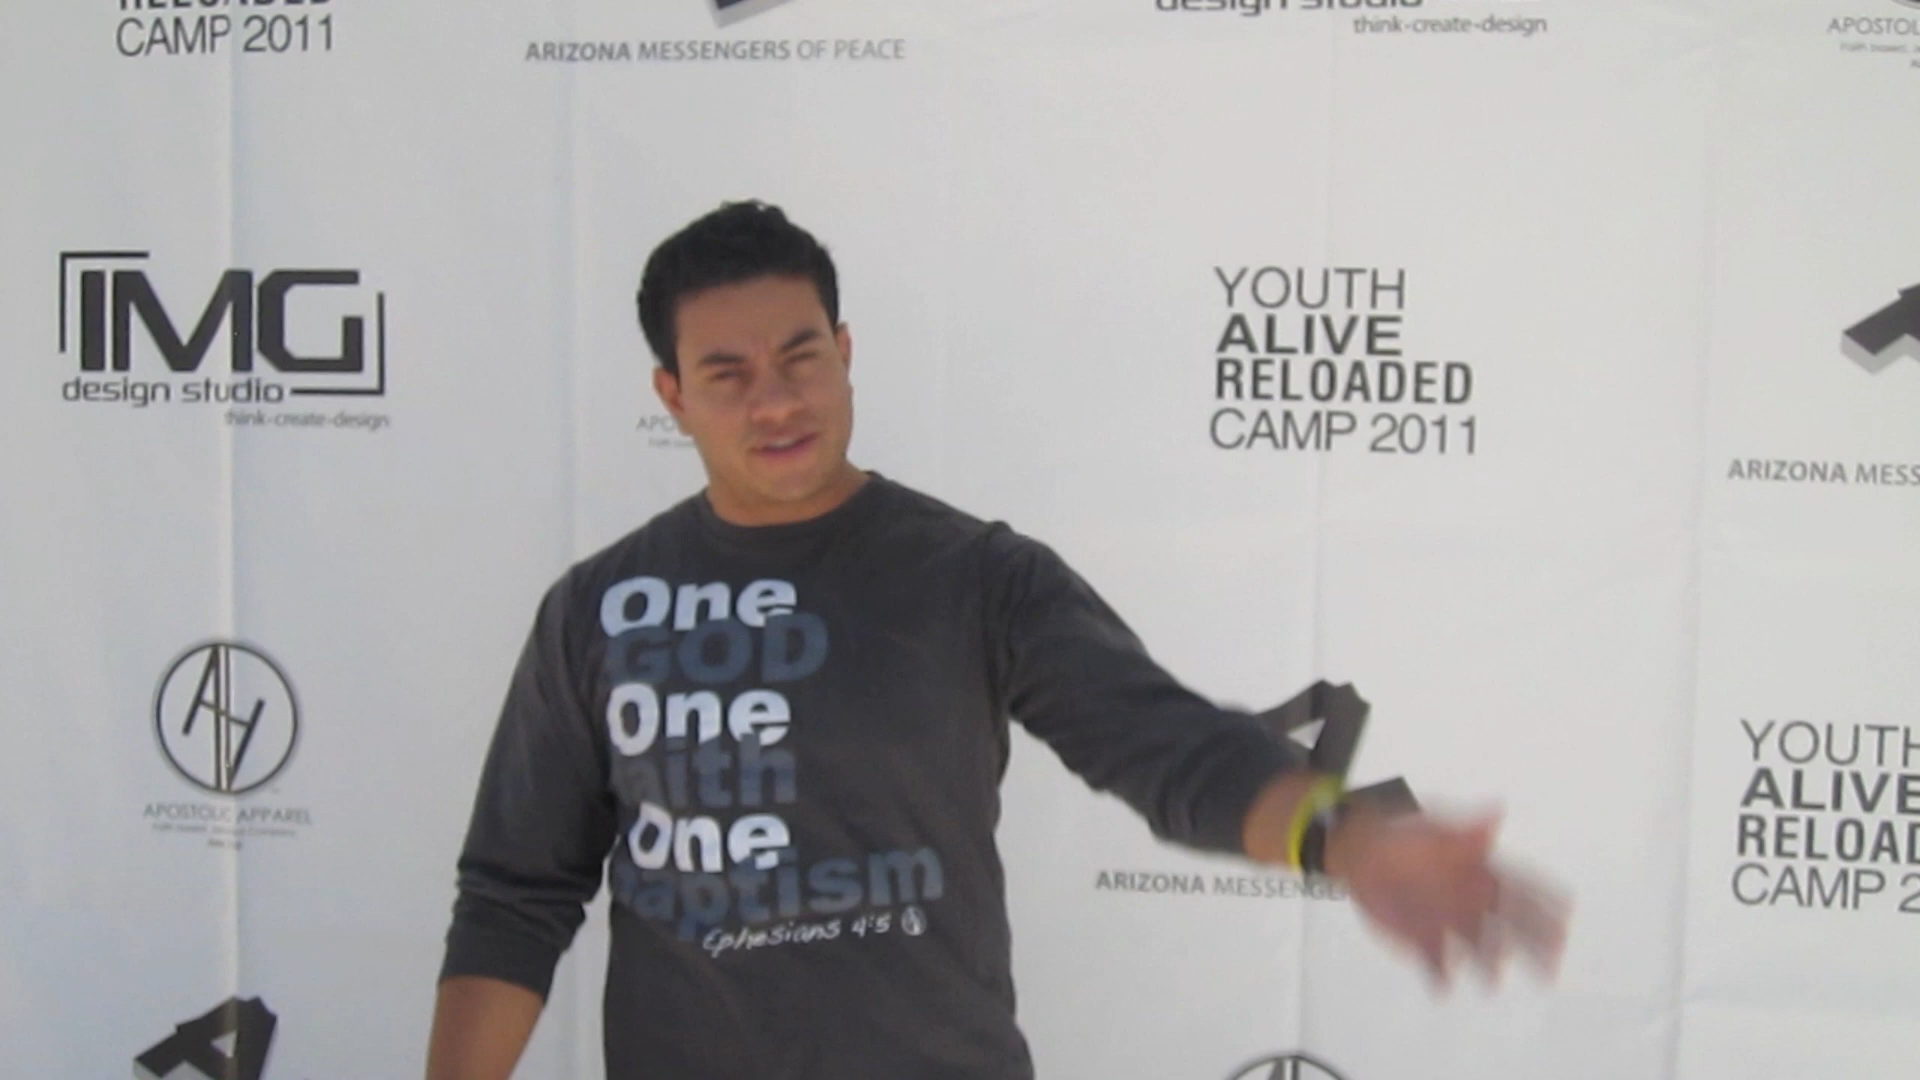 CAMP 2011
ARIZONA MESSENGERS OF PEACE
design studio
think-create-design
IMG
design studio
think-create-design
YOUTH
ALIVE
RELOADED
CAMP 2011
ARIZONA MESS
One
GOD
One
aith
One
baptism
Ephesians 4:5
APOSTOLIC APPAREL
ARIZONA MESSENGE
YOUTH
ALIVE
RELOAD
CAMP 2